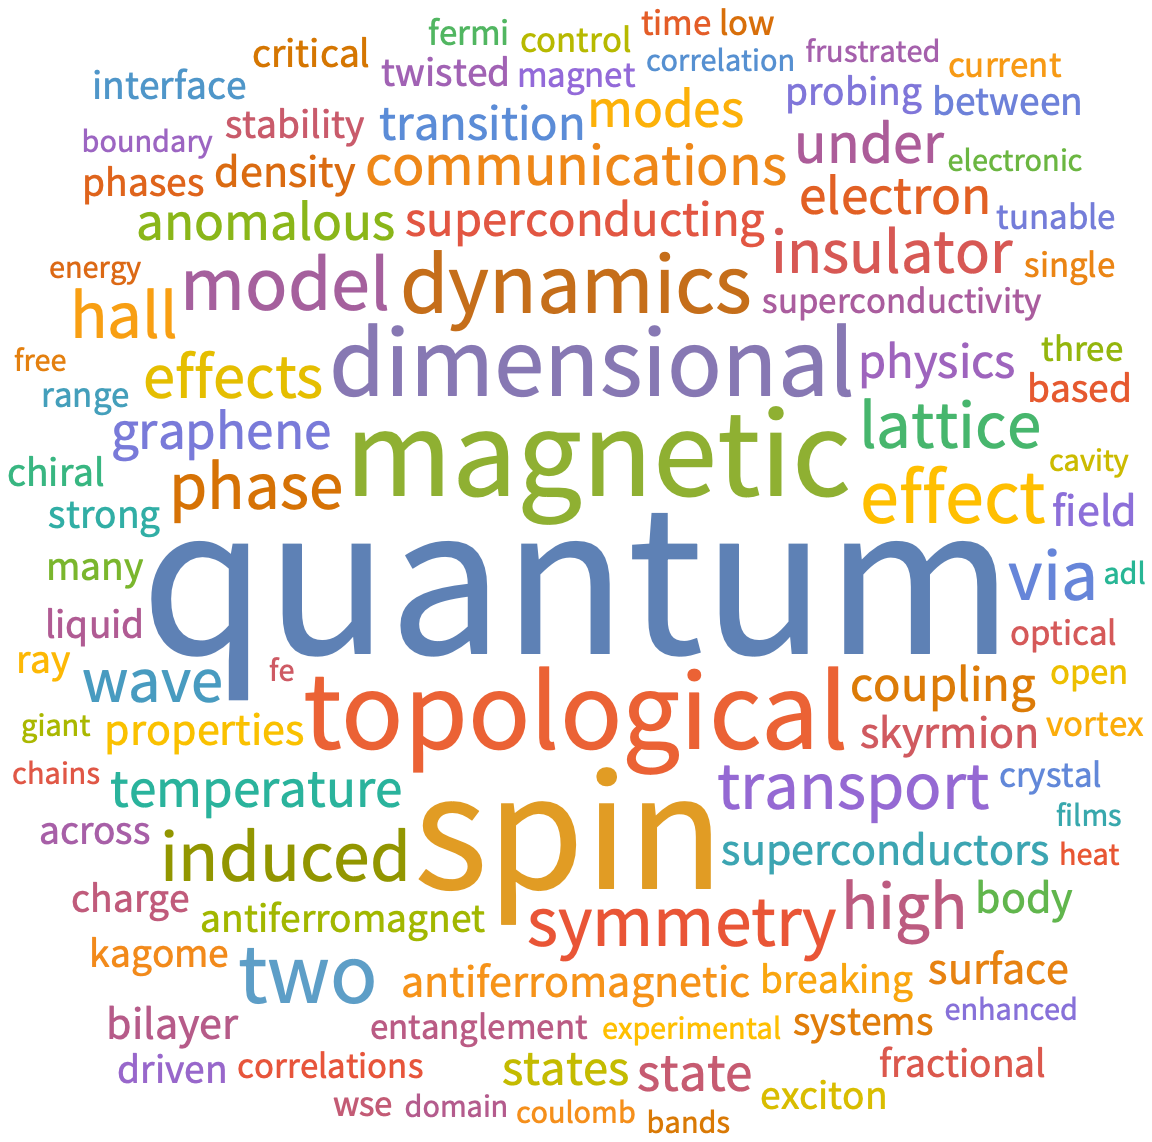 time low
fermi control
critical twisted magnet correlation frustrated current
interface probing between
boundary stability transition modes under electronic
phases density communications electron
anomalous superconducting insulator tunable
energy model dynamics superconductivity single
hall
free effects dimensional physics three
range based
graphene magnetic lattice
chiral phase effect cavity
strong field
many quantum via adl
liquid optical
ray wave fe topological coupling open
giant properties skyrmion vortex
chains temperature spin transport crystal
across induced superconductors films
heat
charge antiferromagnet symmetry high body
kagome two antiferromagnetic breaking surface
bilayer entanglement experimental systems enhanced
driven correlations states state fractional
wse domain coulomb bands exciton